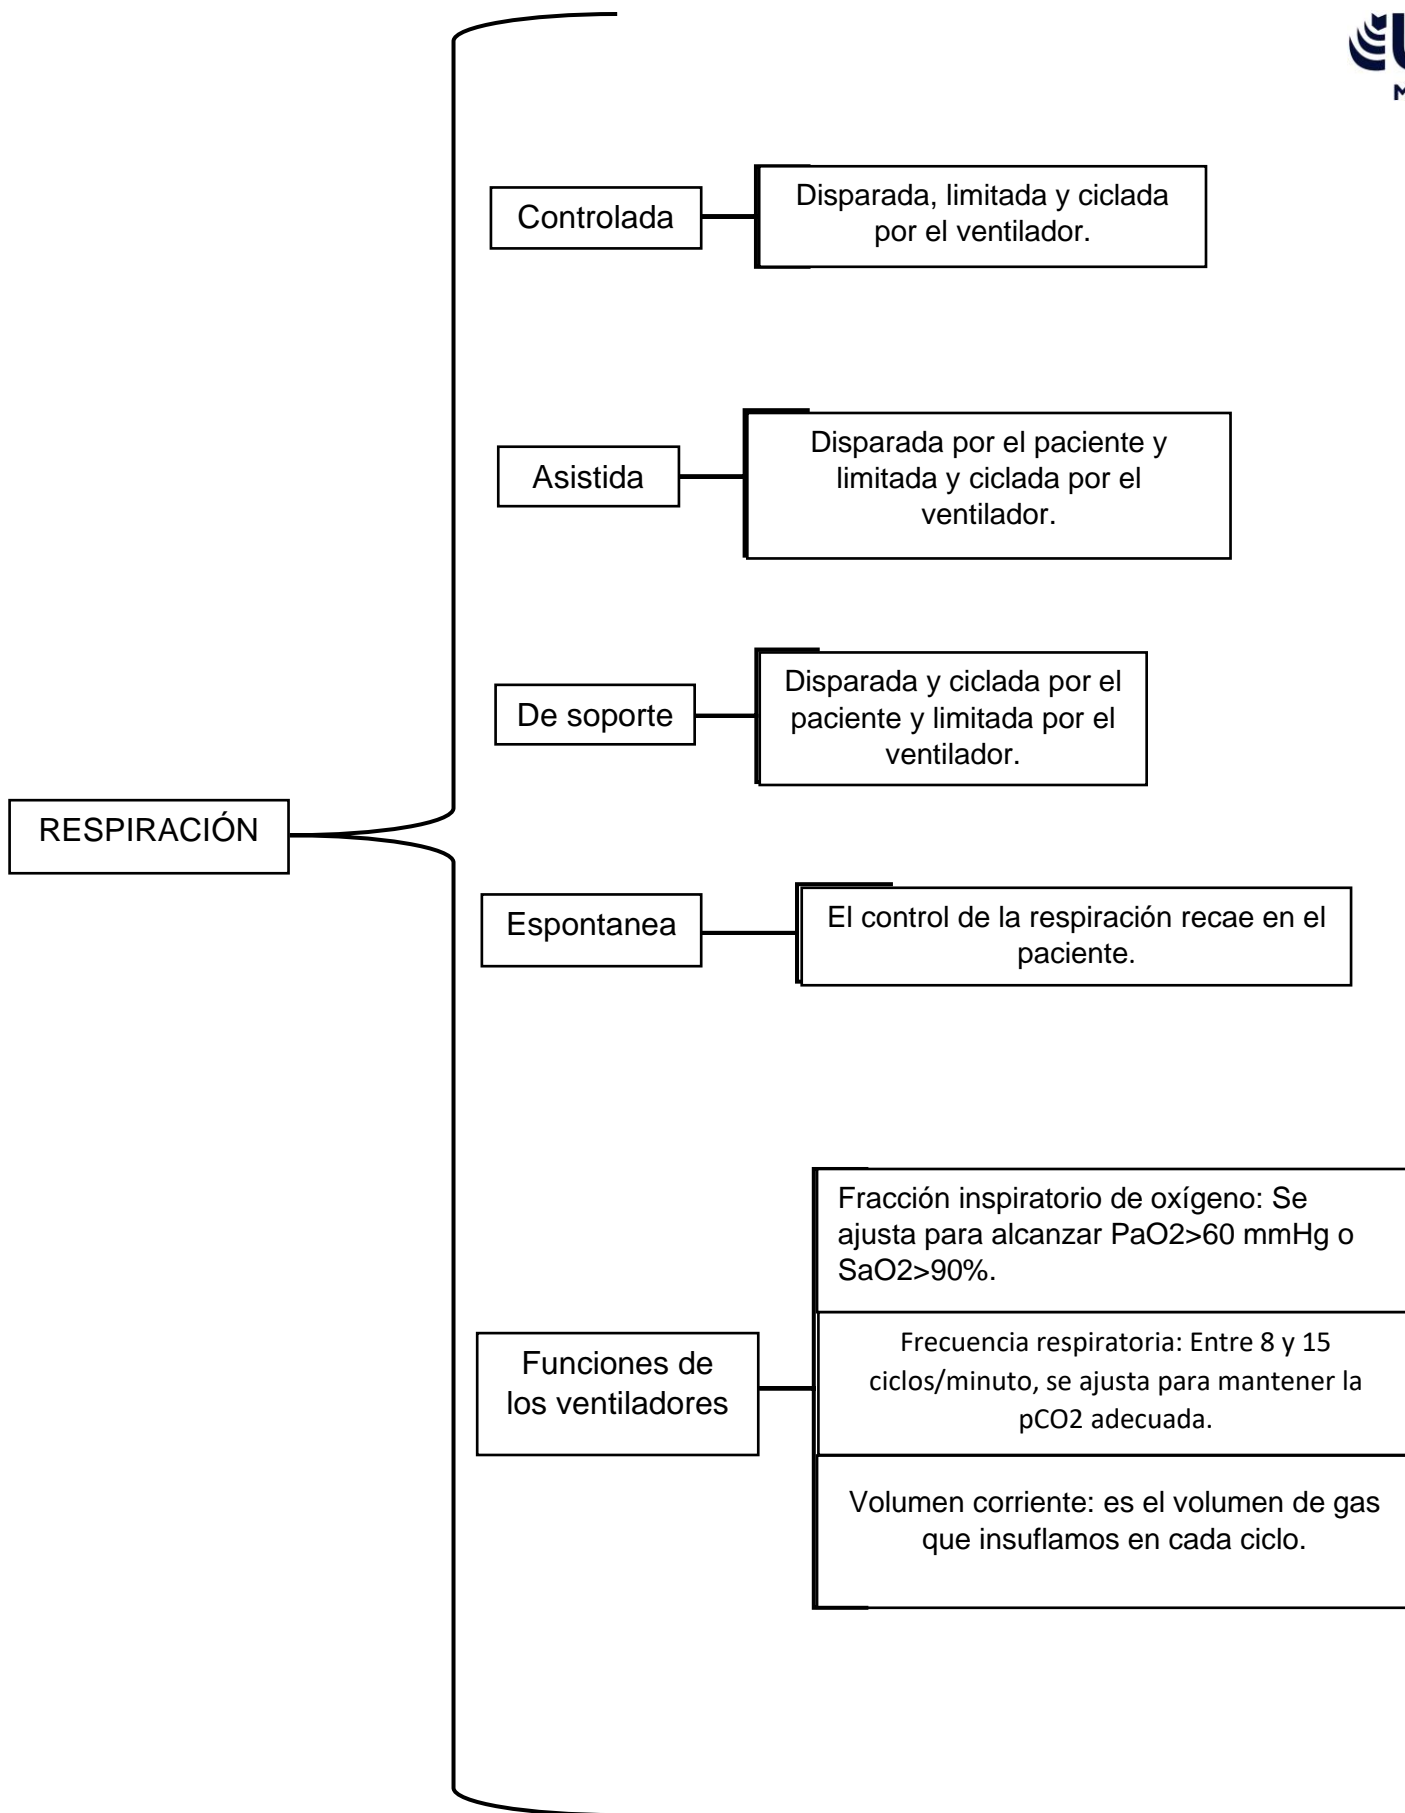 Controlada
Disparada, limitada y ciclada
por el ventilador.
Asistida
Disparada por el paciente y
limitada y ciclada por el
ventilador.
De soporte
Disparada y ciclada por el
paciente y limitada por el
ventilador.
RESPIRACIÓN
Espontanea
El control de la respiración recae en el
paciente.
Funciones de
los ventiladores
Fracción inspiratorio de oxígeno: Se
ajusta para alcanzar PaO2>60 mmHg o
SaO2>90%.
Frecuencia respiratoria: Entre 8 y 15
ciclos/minuto, se ajusta para mantener la
pCO2 adecuada.
Volumen corriente: es el volumen de gas
que insuflamos en cada ciclo.